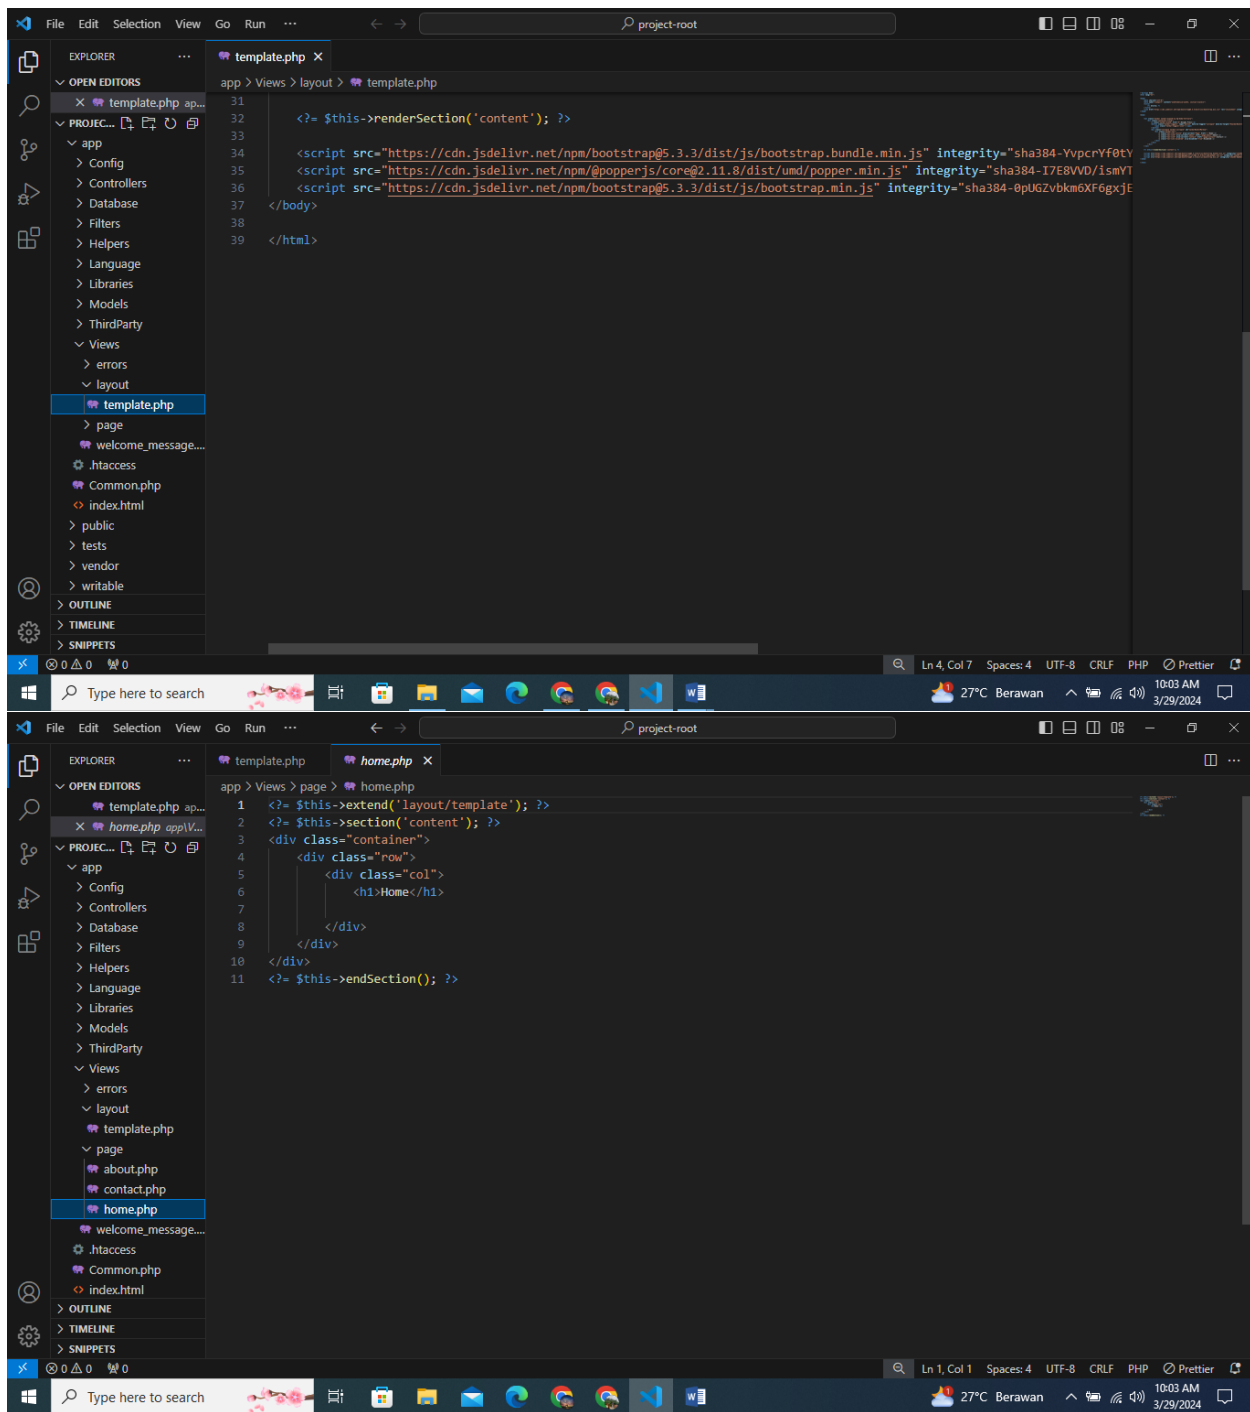 File Edit Selection View Go Run ··· project-root
EXPLORER ··· template.php
OPEN EDITORS app > Views > layout > template.php
template.php ap...
PROJEC...
app
Config
Controllers
Database
Filters
Helpers
Language
Libraries
Models
ThirdParty
Views
errors
layout
template.php
page
welcome_message....
.htaccess
Common.php
index.html
public
tests
vendor
writable
OUTLINE
TIMELINE
SNIPPETS
31
32 <?= $this->renderSection('content'); ?>
33
34 <script src="https://cdn.jsdelivr.net/npm/bootstrap@5.3.3/dist/js/bootstrap.bundle.min.js" integrity="sha384-YvpcrYf0tY
35 <script src="https://cdn.jsdelivr.net/npm/@popperjs/core@2.11.8/dist/umd/popper.min.js" integrity="sha384-I7E8VVD/ismYT
36 <script src="https://cdn.jsdelivr.net/npm/bootstrap@5.3.3/dist/js/bootstrap.min.js" integrity="sha384-0pUGZvbkm6XF6gxjE
37 </body>
38
39 </html>
0 0 0 Ln 4, Col 7 Spaces: 4 UTF-8 CRLF PHP Prettier
Type here to search 27°C Berawan 10:03 AM
3/29/2024
File Edit Selection View Go Run ··· project-root
EXPLORER ··· template.php home.php
OPEN EDITORS app > Views > page > home.php
template.php ap...
home.php app\V...
PROJEC...
app
Config
Controllers
Database
Filters
Helpers
Language
Libraries
Models
ThirdParty
Views
errors
layout
template.php
page
about.php
contact.php
home.php
welcome_message....
.htaccess
Common.php
index.html
OUTLINE
TIMELINE
SNIPPETS
1 <?= $this->extend('layout/template'); ?>
2 <?= $this->section('content'); ?>
3 <div class="container">
4 <div class="row">
5 <div class="col">
6 <h1>Home</h1>
7
8 </div>
9 </div>
10 </div>
11 <?= $this->endSection(); ?>
0 0 0 Ln 1, Col 1 Spaces: 4 UTF-8 CRLF PHP Prettier
Type here to search 27°C Berawan 10:03 AM
3/29/2024